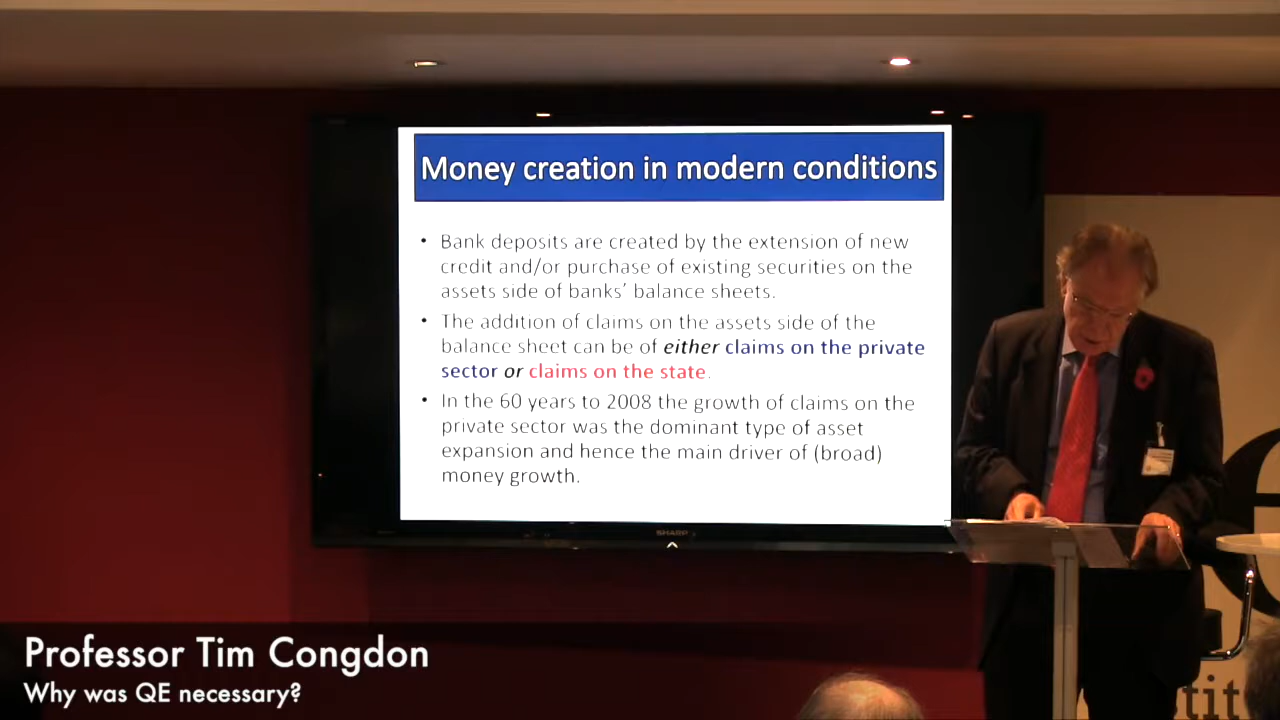 Money creation in modern conditions
• Bank deposits are created by the extension of new
credit and/or purchase of existing securities on the
assets side of banks' balance sheets.
• The addition of claims on the assets side of the
balance sheet can be of either claims on the private
sector or claims on the state.
• In the 60 years to 2008 the growth of claims on the
private sector was the dominant type of asset
expansion and hence the main driver of (broad)
money growth.
SHARP
Professor Tim Congdon
Why was QE necessary?